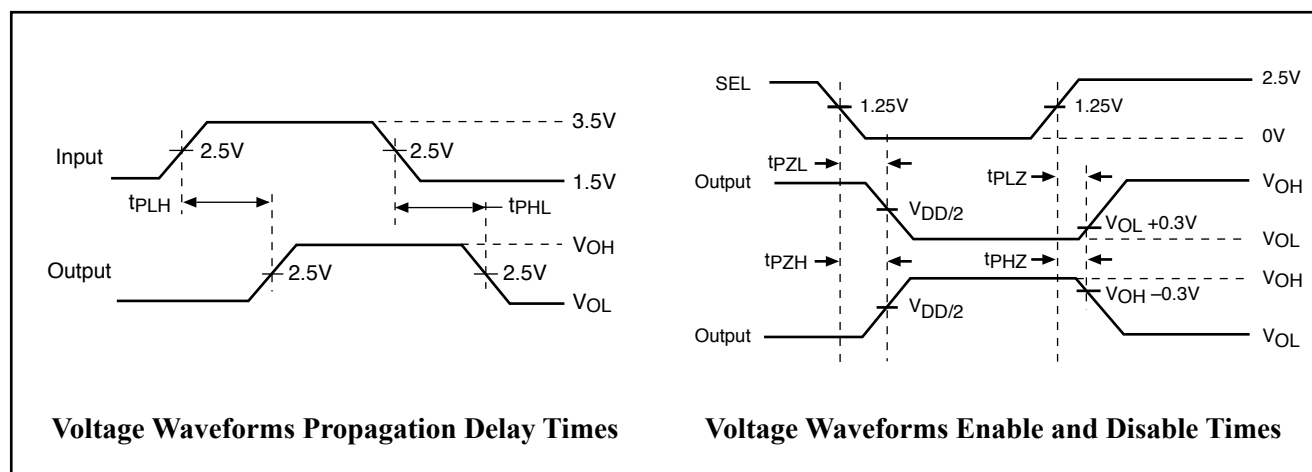 3.5V
Input
2.5V
2.5V
1.5V
tPLH
tPHL
VOH
Output
2.5V
2.5V
VOL
Voltage Waveforms Propagation Delay Times
SEL
1.25V
1.25V
2.5V
0V
tPZL
tPLZ
Output
VOH
VDD/2
VOL +0.3V
VOL
tPZH
tPHZ
VOH
VOH –0.3V
VDD/2
Output
VOL
Voltage Waveforms Enable and Disable Times